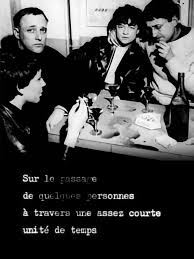 Sur le passage
de quelques personnes
à travers une assez courte
unité de temps